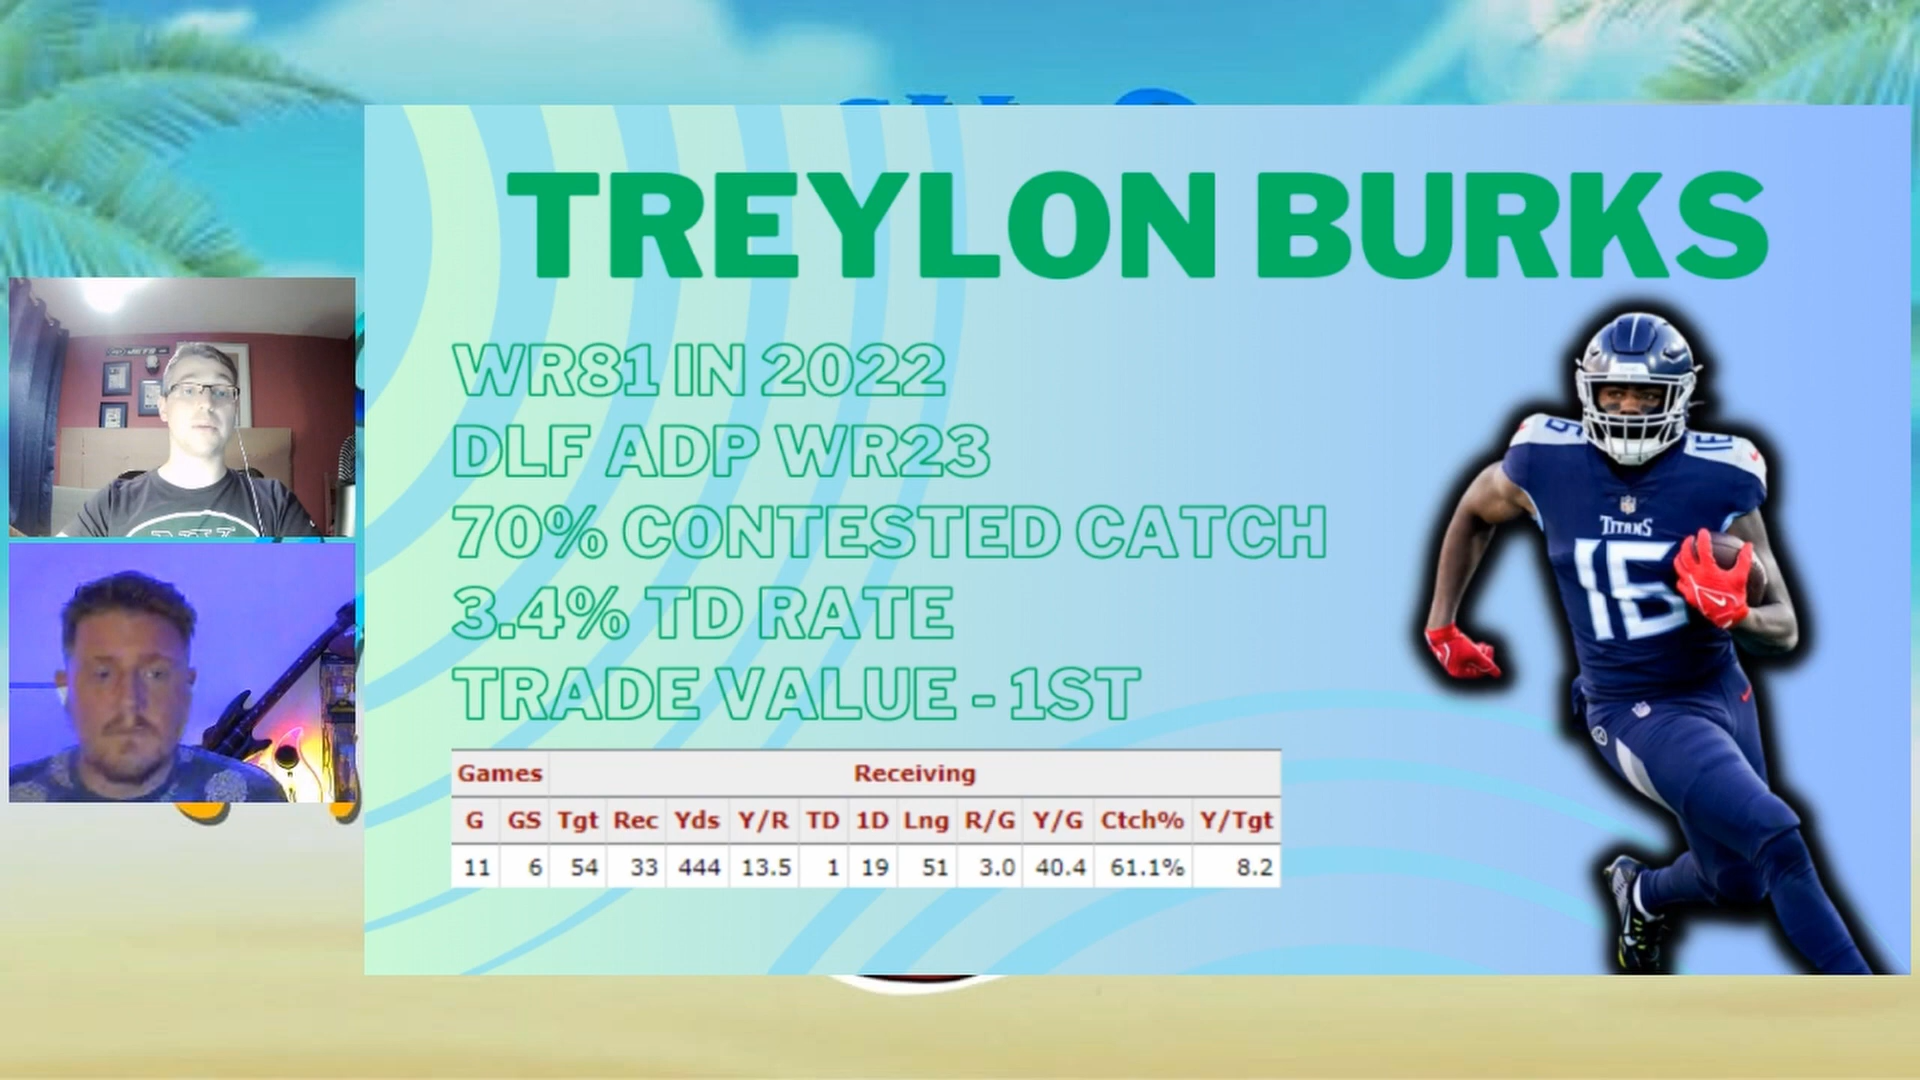 TREYLON BURKS
WR81 IN 2022
DLF ADP WR23
70% CONTESTED CATCH
3.4% TD RATE
TRADE VALUE - 1ST
Games Receiving
G GS Tgt Rec Yds Y/R TD 1D Lng R/G Y/G Ctch% Y/Tgt
11 6 54 33 444 13.5 1 19 51 3.0 40.4 61.1% 8.2
TITANS
16
JETS